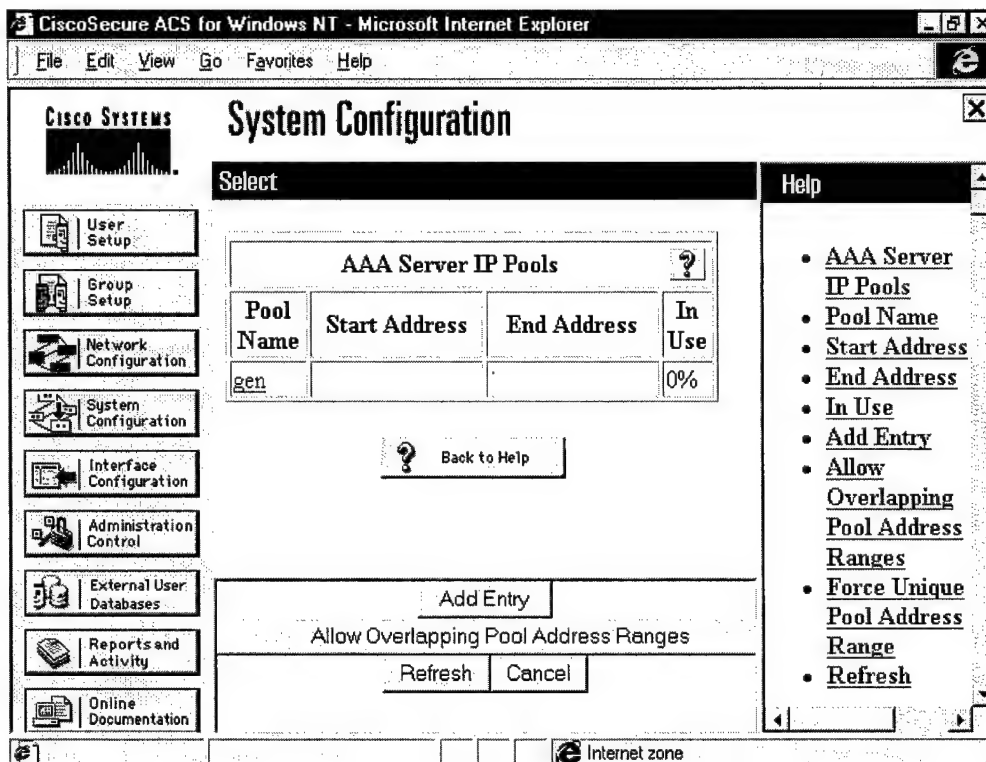 CiscoSecure ACS for Windows NT - Microsoft Internet Explorer
File Edit View Go Favorites Help
CISCO SYSTEMS
System Configuration
User
Setup
Group
Setup
Network
Configuration
System
Configuration
Interface
Configuration
Administration
Control
External User
Databases
Reports and
Activity
Online
Documentation
Select
AAA Server IP Pools
Pool Name Start Address End Address In Use
gen 0%
Back to Help
Add Entry
Allow Overlapping Pool Address Ranges
Refresh Cancel
Help
• AAA Server
IP Pools
• Pool Name
• Start Address
• End Address
• In Use
• Add Entry
• Allow
Overlapping
Pool Address
Ranges
• Force Unique
Pool Address
Range
• Refresh
Internet zone